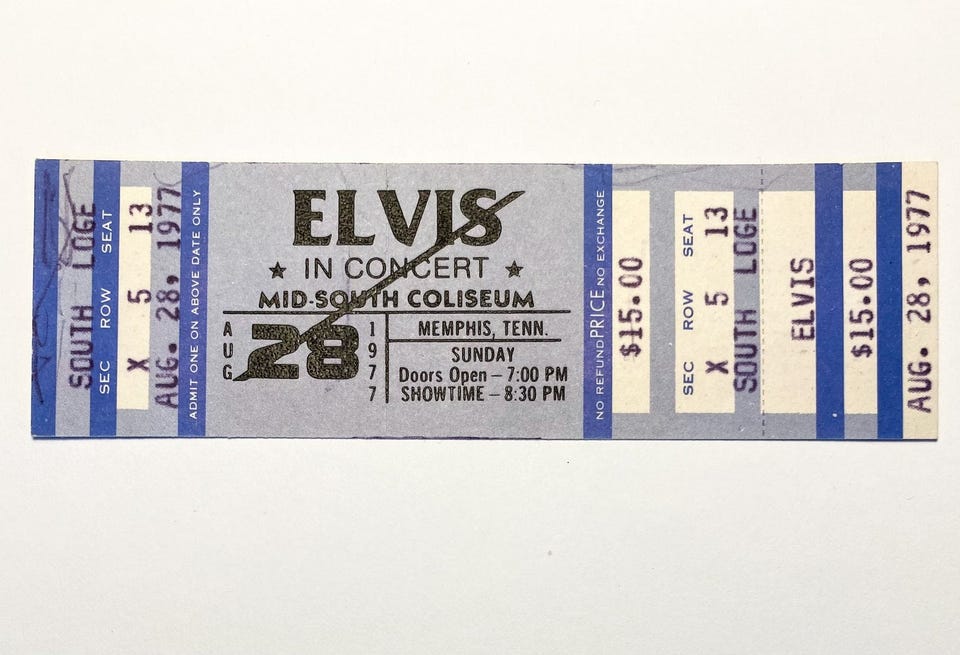 SOUTH LOGE
SEC ROW SEAT
X 5 13
AUG. 28, 1977
ADMIT ONE ON ABOVE DATE ONLY
ELVIS
★ IN CONCERT ★
MID-SOUTH COLISEUM
AUG 28 1977
MEMPHIS, TENN.
SUNDAY
Doors Open – 7:00 PM
SHOWTIME – 8:30 PM
NO REFUND PRICE NO EXCHANGE
$15.00
SEC ROW SEAT
X 5 13
SOUTH LOGE
ELVIS
$15.00
AUG. 28, 1977